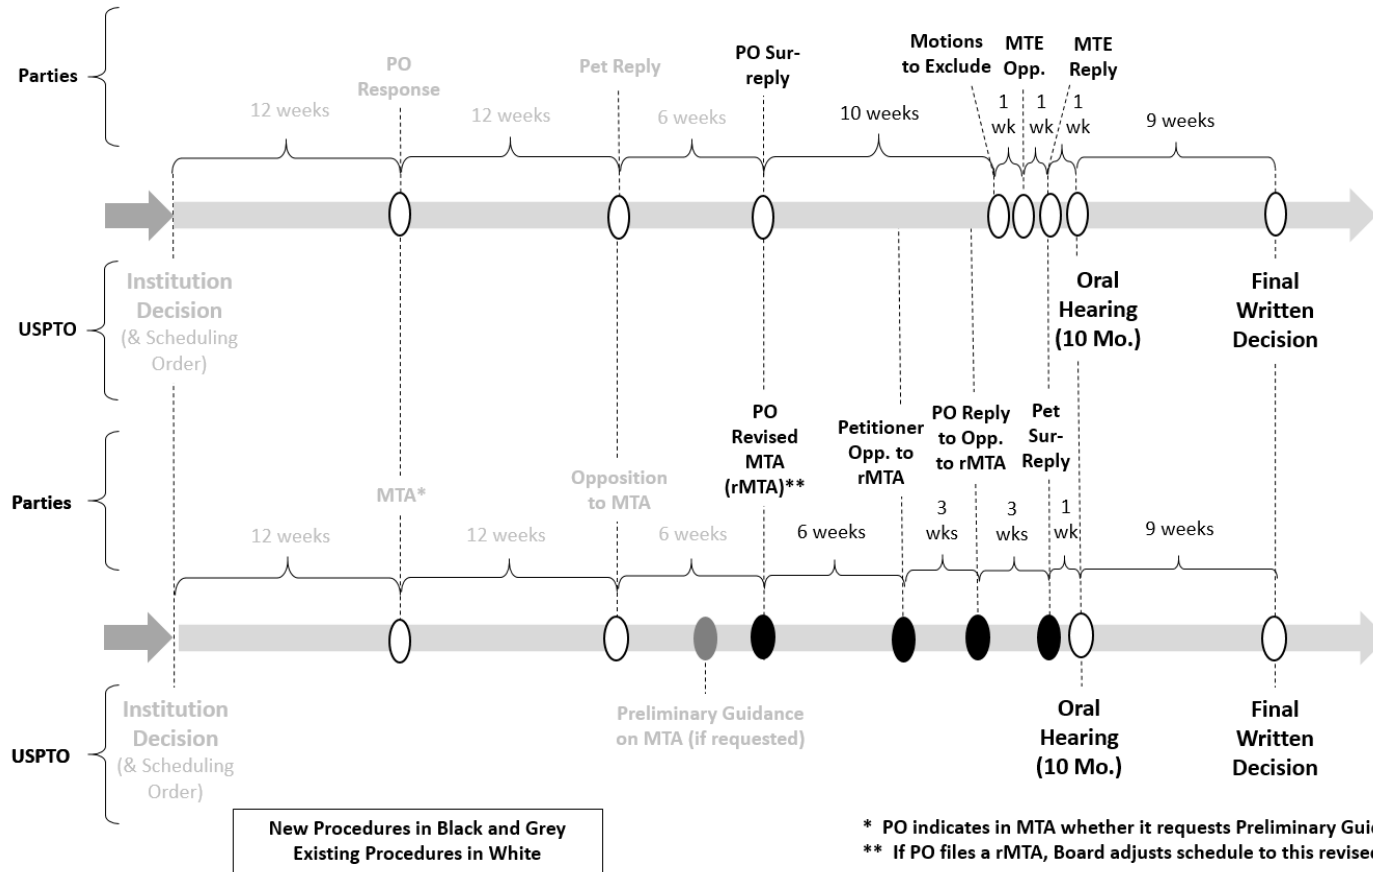 Parties
PO
Response
Pet Reply
PO Sur-
reply
Motions
to Exclude
MTE
Opp.
MTE
Reply
12 weeks
12 weeks
6 weeks
10 weeks
1
wk
1
wk
1
wk
9 weeks
USPTO
Institution
Decision
(& Scheduling
Order)
Oral
Hearing
(10 Mo.)
Final
Written
Decision
Parties
MTA*
Opposition
to MTA
PO
Revised
MTA
(rMTA)**
Petitioner
Opp. to
rMTA
PO Reply
to Opp.
to rMTA
Pet
Sur-
Reply
12 weeks
12 weeks
6 weeks
6 weeks
3
wks
3
wks
1
wk
9 weeks
USPTO
Institution
Decision
(& Scheduling
Order)
Preliminary Guidance
on MTA (if requested)
Oral
Hearing
(10 Mo.)
Final
Written
Decision
New Procedures in Black and Grey
Existing Procedures in White
* PO indicates in MTA whether it requests Preliminary
** If PO files a rMTA, Board adjusts schedule to this revised